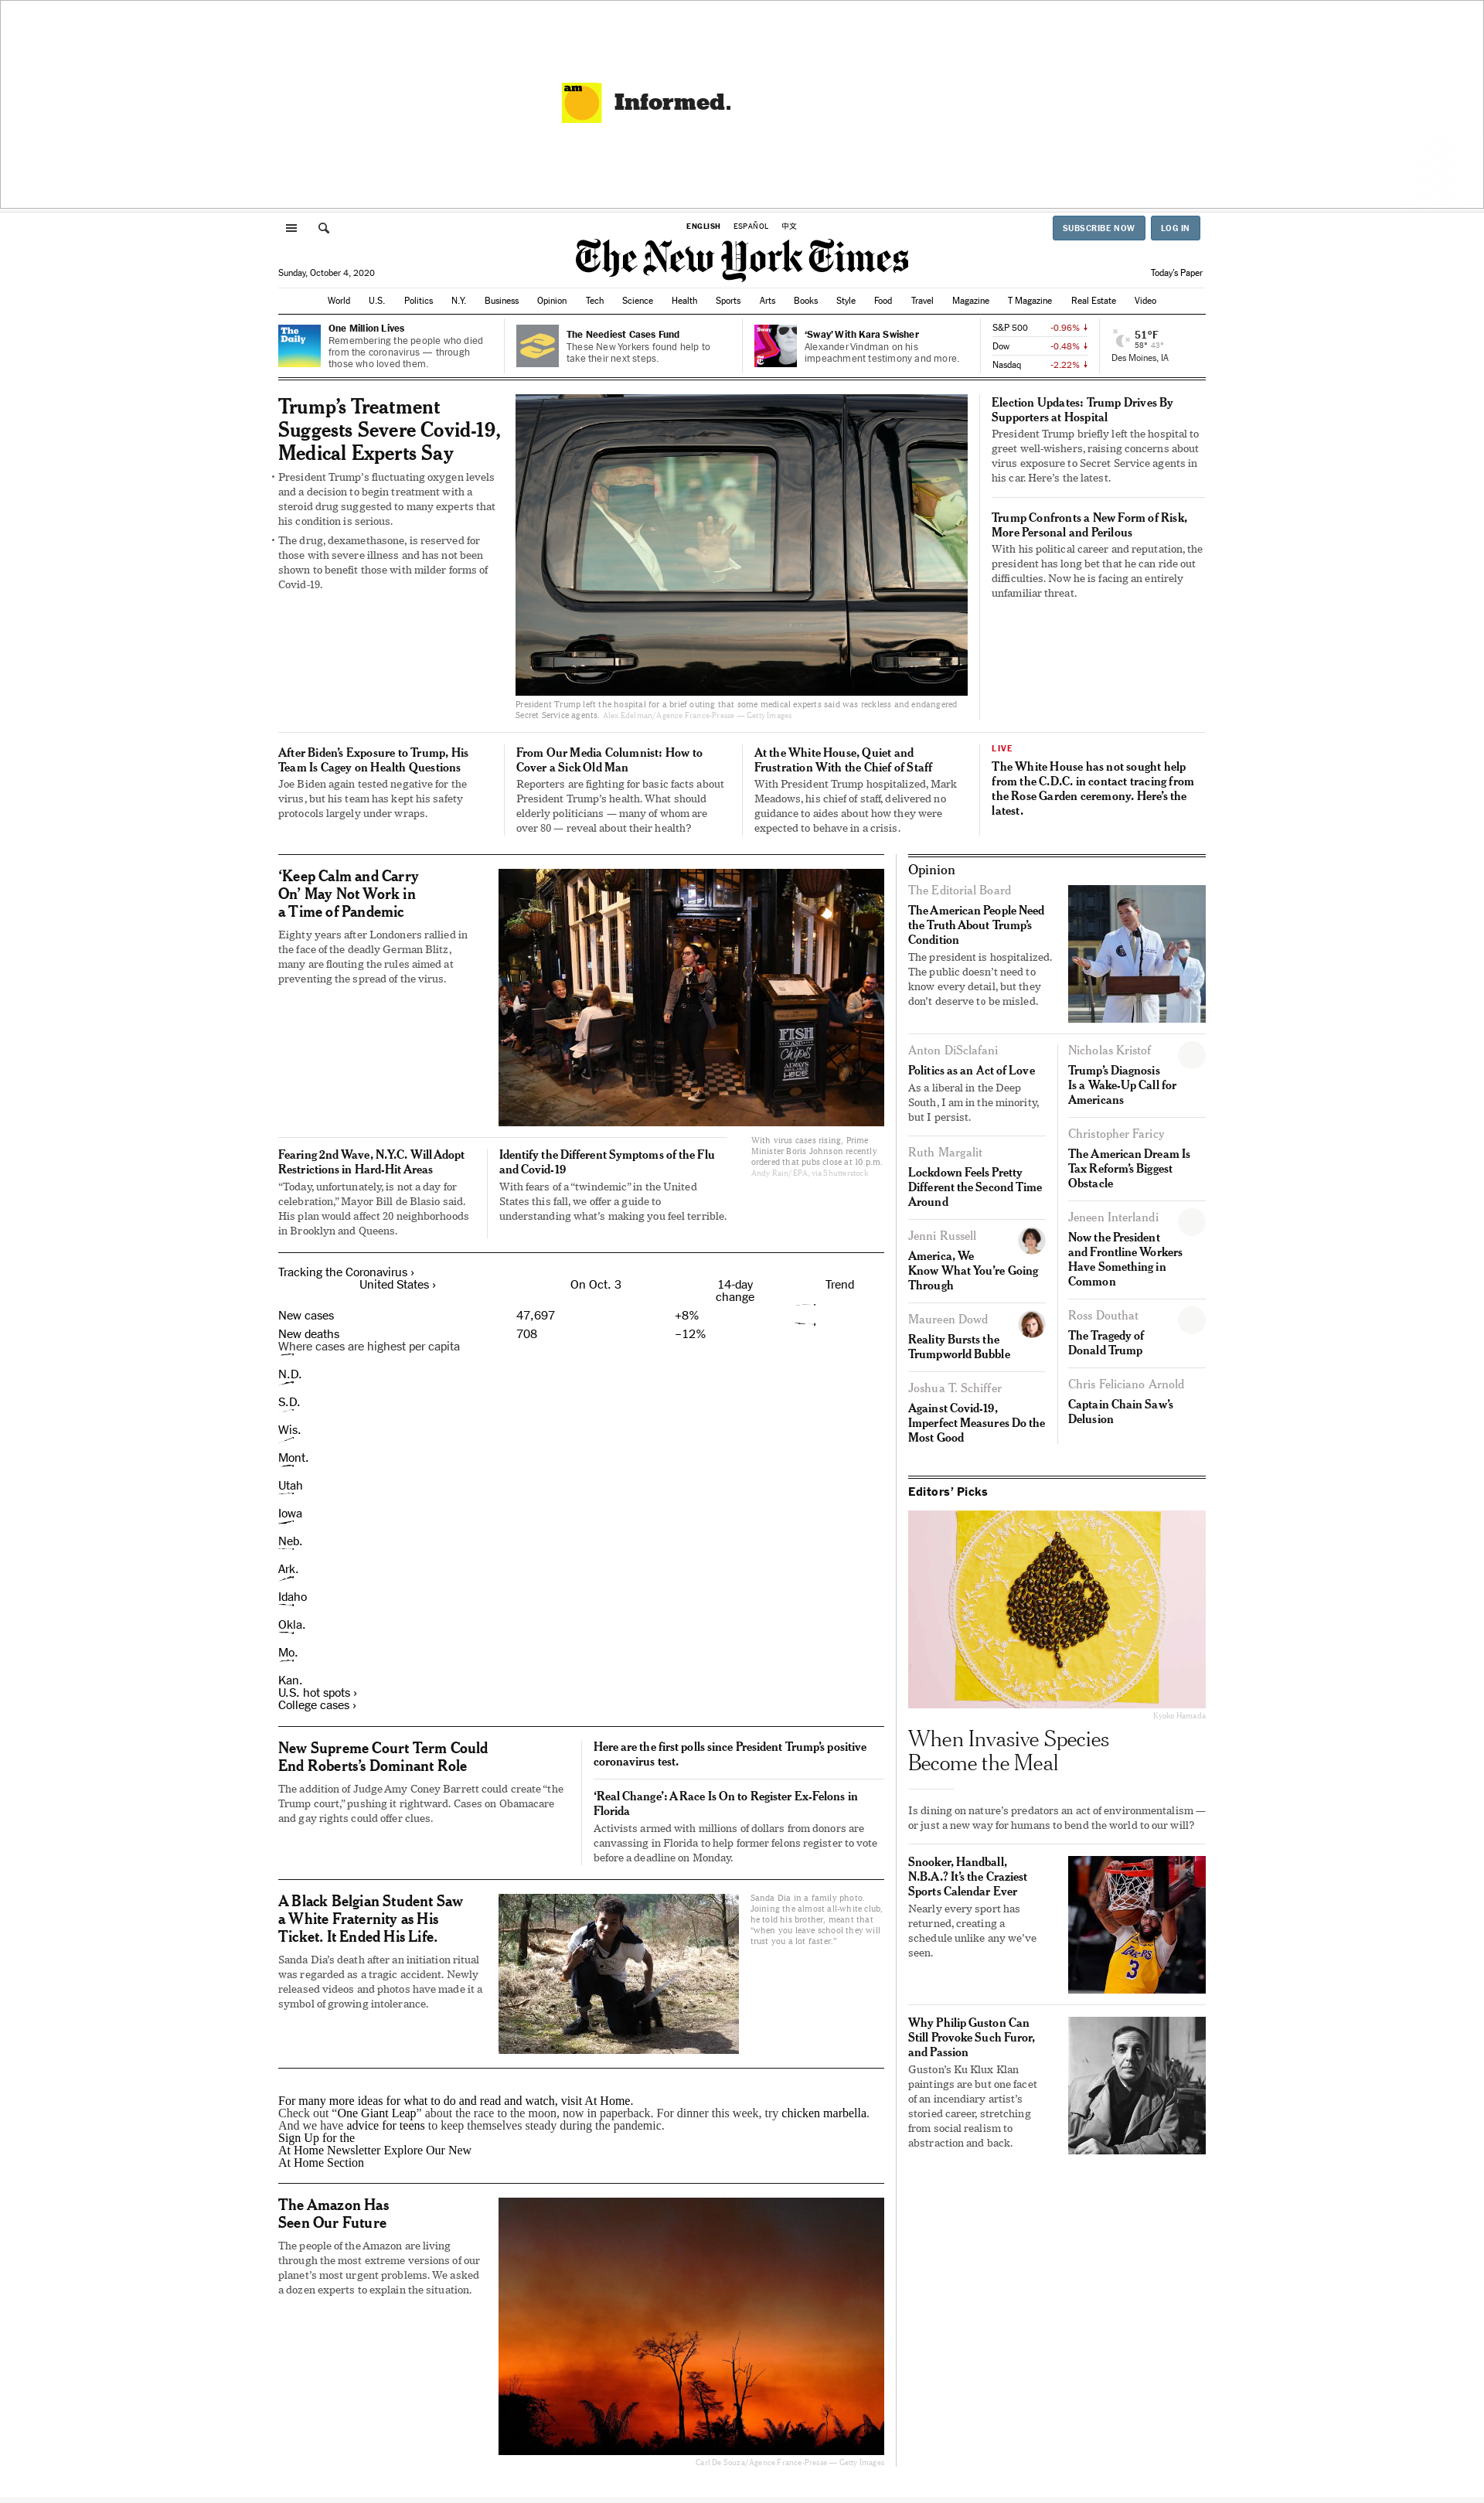 am
Informed.
ENGLISH ESPAÑOL 中文
SUBSCRIBE NOW LOG IN
The New York Times
Sunday, October 4, 2020
Today's Paper
World U.S. Politics N.Y. Business Opinion Tech Science Health Sports Arts Books Style Food Travel Magazine T Magazine Real Estate Video
The
Daily
One Million Lives
Remembering the people who died
from the coronavirus — through
those who loved them.
The Neediest Cases Fund
These New Yorkers found help to
take their next steps.
Sway
‘Sway’ With Kara Swisher
Alexander Vindman on his
impeachment testimony and more.
S&P 500 -0.96% ↓
Dow -0.48% ↓
Nasdaq -2.22% ↓
51°F
58° 43°
Des Moines, IA
Trump’s Treatment
Suggests Severe Covid-19,
Medical Experts Say
• President Trump’s fluctuating oxygen levels
and a decision to begin treatment with a
steroid drug suggested to many experts that
his condition is serious.
• The drug, dexamethasone, is reserved for
those with severe illness and has not been
shown to benefit those with milder forms of
Covid-19.
President Trump left the hospital for a brief outing that some medical experts said was reckless and endangered
Secret Service agents. Alex Edelman/Agence France-Presse — Getty Images
Election Updates: Trump Drives By
Supporters at Hospital
President Trump briefly left the hospital to
greet well-wishers, raising concerns about
virus exposure to Secret Service agents in
his car. Here’s the latest.
Trump Confronts a New Form of Risk,
More Personal and Perilous
With his political career and reputation, the
president has long bet that he can ride out
difficulties. Now he is facing an entirely
unfamiliar threat.
After Biden’s Exposure to Trump, His
Team Is Cagey on Health Questions
Joe Biden again tested negative for the
virus, but his team has kept his safety
protocols largely under wraps.
From Our Media Columnist: How to
Cover a Sick Old Man
Reporters are fighting for basic facts about
President Trump’s health. What should
elderly politicians — many of whom are
over 80 — reveal about their health?
At the White House, Quiet and
Frustration With the Chief of Staff
With President Trump hospitalized, Mark
Meadows, his chief of staff, delivered no
guidance to aides about how they were
expected to behave in a crisis.
LIVE
The White House has not sought help
from the C.D.C. in contact tracing from
the Rose Garden ceremony. Here’s the
latest.
‘Keep Calm and Carry
On’ May Not Work in
a Time of Pandemic
Eighty years after Londoners rallied in
the face of the deadly German Blitz,
many are flouting the rules aimed at
preventing the spread of the virus.
FISH
AND
Chips
ALWAYS
HERE
With virus cases rising, Prime
Minister Boris Johnson recently
ordered that pubs close at 10 p.m.
Andy Rain/EPA, via Shutterstock
Fearing 2nd Wave, N.Y.C. Will Adopt
Restrictions in Hard-Hit Areas
“Today, unfortunately, is not a day for
celebration,” Mayor Bill de Blasio said.
His plan would affect 20 neighborhoods
in Brooklyn and Queens.
Identify the Different Symptoms of the Flu
and Covid-19
With fears of a “twindemic” in the United
States this fall, we offer a guide to
understanding what’s making you feel terrible.
Tracking the Coronavirus ›
United States › On Oct. 3 14-day
change Trend
New cases 47,697 +8%
New deaths 708 –12%
Where cases are highest per capita
N.D.
S.D.
Wis.
Mont.
Utah
Iowa
Neb.
Ark.
Idaho
Okla.
Mo.
Kan.
U.S. hot spots ›
College cases ›
New Supreme Court Term Could
End Roberts’s Dominant Role
The addition of Judge Amy Coney Barrett could create “the
Trump court,” pushing it rightward. Cases on Obamacare
and gay rights could offer clues.
Here are the first polls since President Trump’s positive
coronavirus test.
‘Real Change’: A Race Is On to Register Ex-Felons in
Florida
Activists armed with millions of dollars from donors are
canvassing in Florida to help former felons register to vote
before a deadline on Monday.
A Black Belgian Student Saw
a White Fraternity as His
Ticket. It Ended His Life.
Sanda Dia’s death after an initiation ritual
was regarded as a tragic accident. Newly
released videos and photos have made it a
symbol of growing intolerance.
Sanda Dia in a family photo.
Joining the almost all-white club,
he told his brother, meant that
“when you leave school they will
trust you a lot faster.”
For many more ideas for what to do and read and watch, visit At Home.
Check out “One Giant Leap” about the race to the moon, now in paperback. For dinner this week, try chicken marbella.
And we have advice for teens to keep themselves steady during the pandemic.
Sign Up for the
At Home Newsletter Explore Our New
At Home Section
The Amazon Has
Seen Our Future
The people of the Amazon are living
through the most extreme versions of our
planet’s most urgent problems. We asked
a dozen experts to explain the situation.
Carl De Souza/Agence France-Presse — Getty Images
Opinion
The Editorial Board
The American People Need
the Truth About Trump’s
Condition
The president is hospitalized.
The public doesn’t need to
know every detail, but they
don’t deserve to be misled.
Anton DiSclafani
Politics as an Act of Love
As a liberal in the Deep
South, I am in the minority,
but I persist.
Ruth Margalit
Lockdown Feels Pretty
Different the Second Time
Around
Jenni Russell
America, We
Know What You’re Going
Through
Maureen Dowd
Reality Bursts the
Trumpworld Bubble
Joshua T. Schiffer
Against Covid-19,
Imperfect Measures Do the
Most Good
Nicholas Kristof
Trump’s Diagnosis
Is a Wake-Up Call for
Americans
Christopher Faricy
The American Dream Is
Tax Reform’s Biggest
Obstacle
Jeneen Interlandi
Now the President
and Frontline Workers
Have Something in
Common
Ross Douthat
The Tragedy of
Donald Trump
Chris Feliciano Arnold
Captain Chain Saw’s
Delusion
Editors’ Picks
Kyoko Hamada
When Invasive Species
Become the Meal
Is dining on nature’s predators an act of environmentalism —
or just a new way for humans to bend the world to our will?
Snooker, Handball,
N.B.A.? It’s the Craziest
Sports Calendar Ever
Nearly every sport has
returned, creating a
schedule unlike any we’ve
seen.
3
Why Philip Guston Can
Still Provoke Such Furor,
and Passion
Guston’s Ku Klux Klan
paintings are but one facet
of an incendiary artist’s
storied career, stretching
from social realism to
abstraction and back.